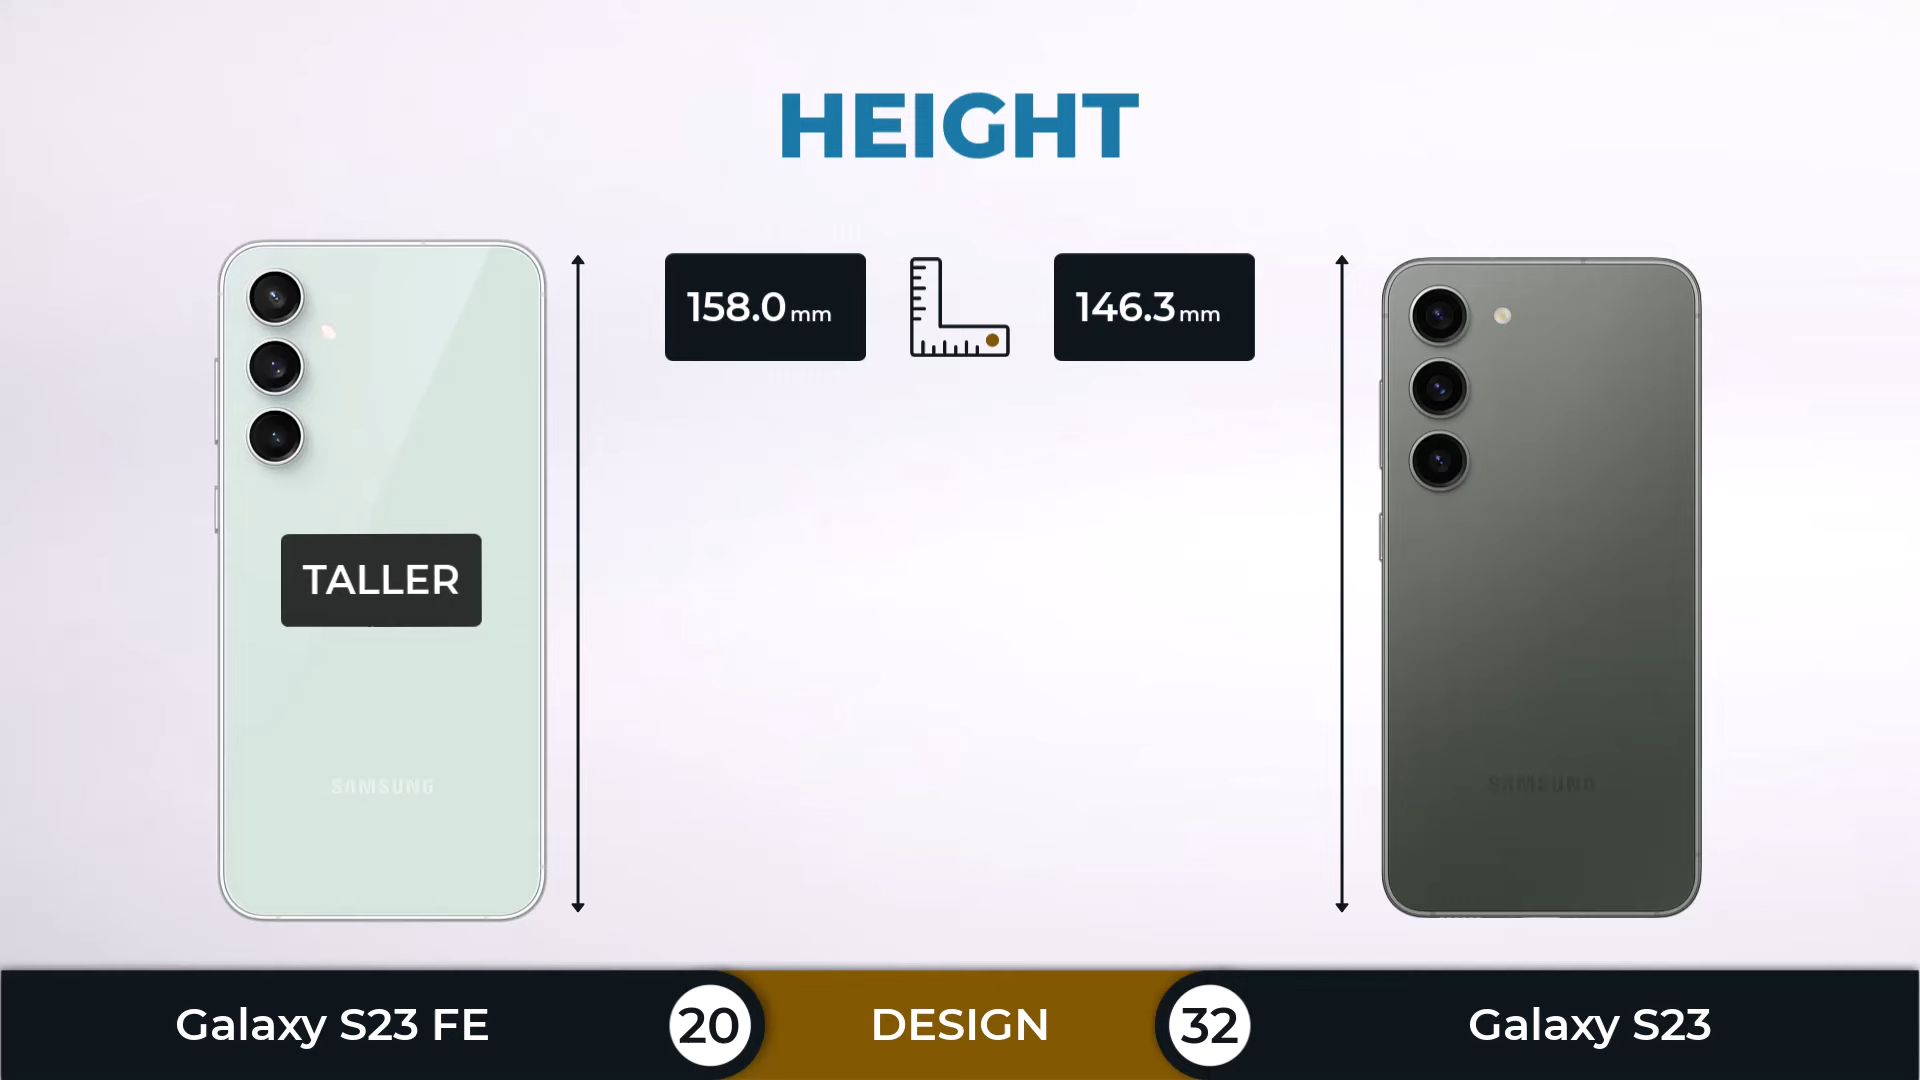 HEIGHT
158.0mm
146.3mm
TALLER
SAMSUNG
SAMSUNG
Galaxy S23 FE
20
DESIGN
32
Galaxy S23